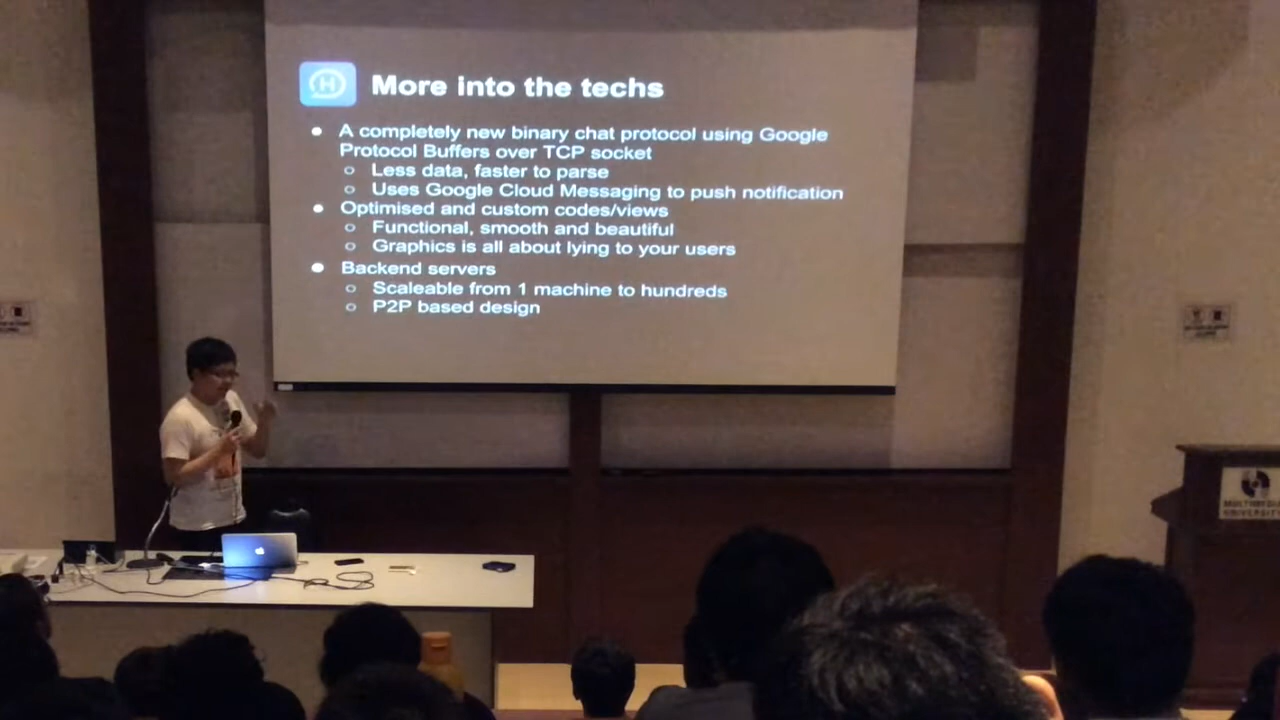 H
More into the techs
● A completely new binary chat protocol using Google
Protocol Buffers over TCP socket
○ Less data, faster to parse
○ Uses Google Cloud Messaging to push notification
● Optimised and custom codes/views
○ Functional, smooth and beautiful
○ Graphics is all about lying to your users
● Backend servers
○ Scaleable from 1 machine to hundreds
○ P2P based design
MULTIMEDIA
UNIVERSITY